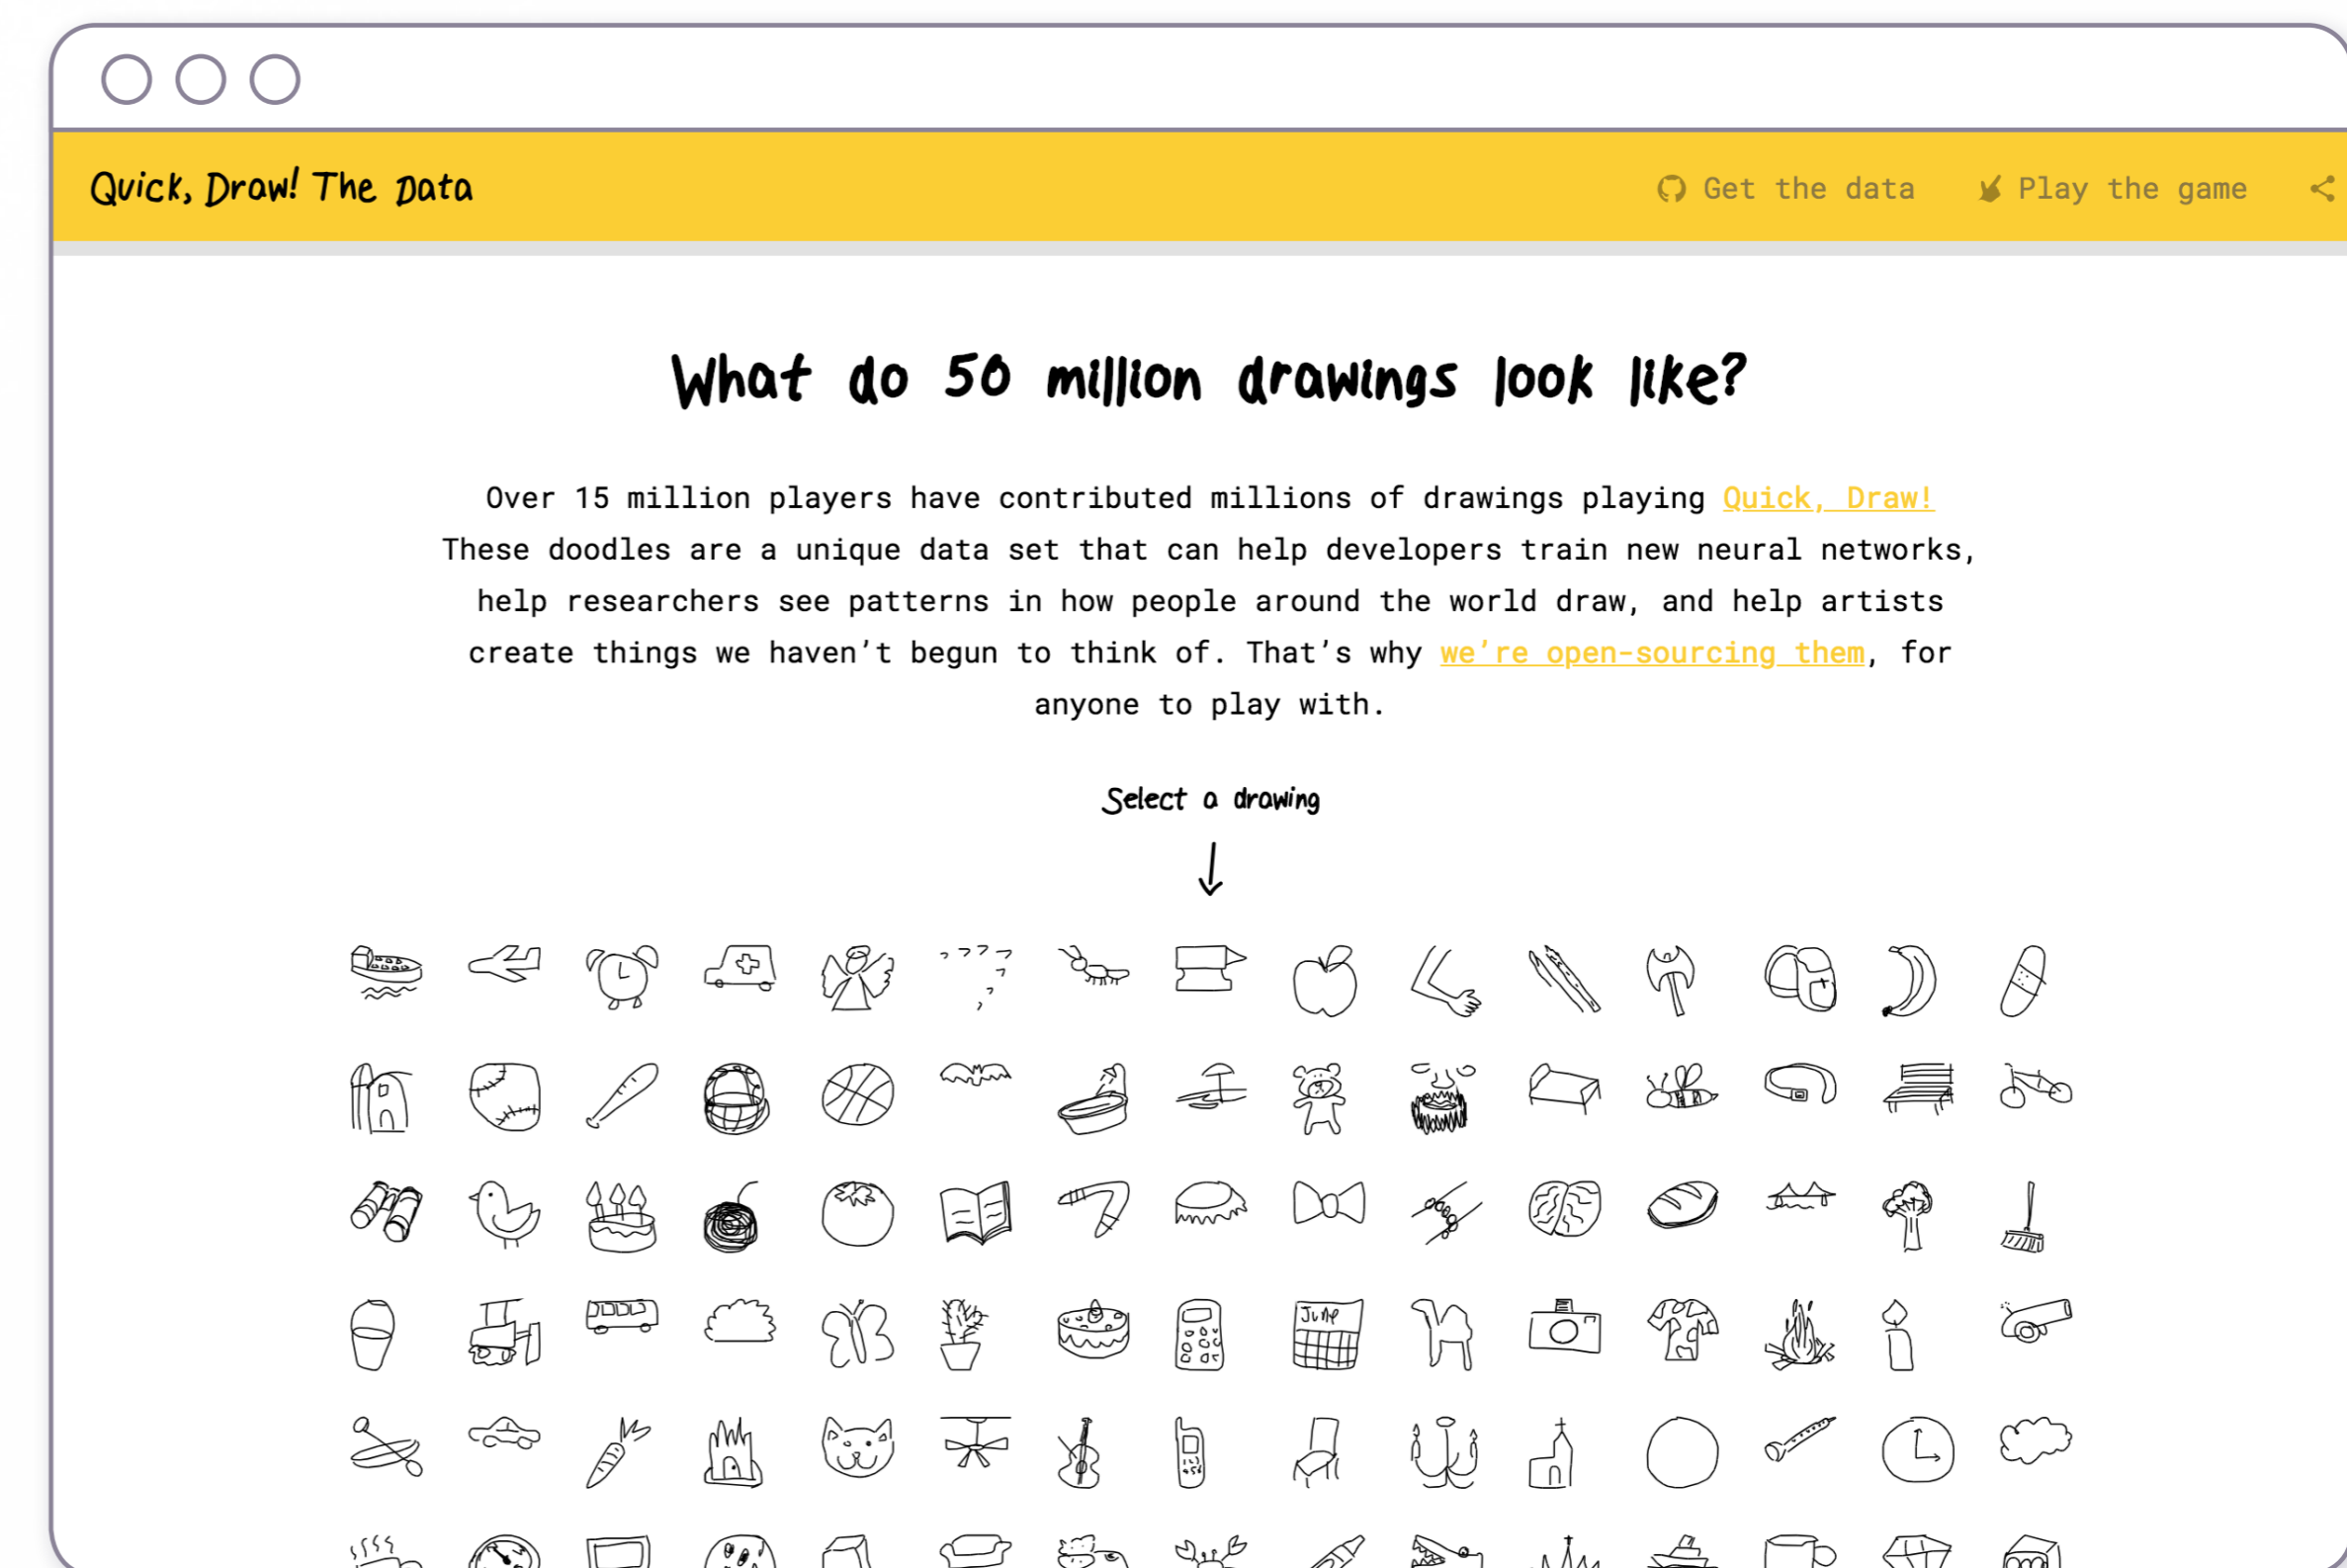 Quick, Draw! The Data
Get the data
Play the game
What do 50 million drawings look like?
Over 15 million players have contributed millions of drawings playing Quick, Draw!
These doodles are a unique data set that can help developers train new neural networks,
help researchers see patterns in how people around the world draw, and help artists
create things we haven’t begun to think of. That’s why we’re open-sourcing them, for
anyone to play with.
Select a drawing
June